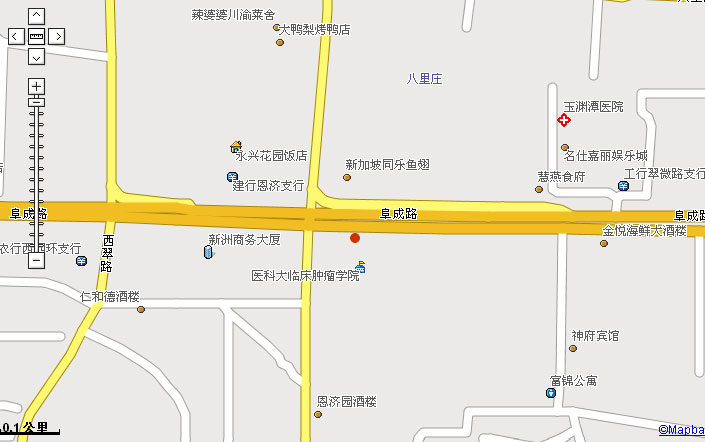 辣婆婆川渝菜舍
大鸭梨烤鸭店
八里庄
玉渊潭医院
永兴花园饭店
新加坡同乐鱼翅
名仕嘉丽娱乐城
建行恩济支行
慧燕食府
工行翠微路支行
阜成路
阜成路
阜成路
金悦海鲜大酒楼
西翠路
新洲商务大厦
农行西四环支行
医科大临床肿瘤学院
仁和德酒楼
神府宾馆
富锦公寓
恩济园酒楼
0.1公里
©Mapba